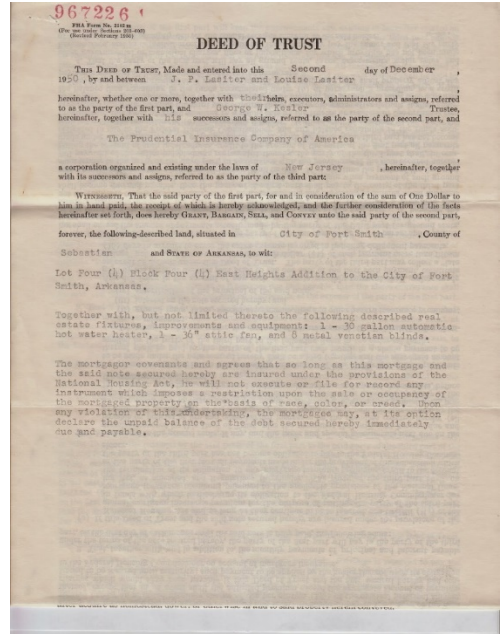 967226
FHA Form No. 2102 m
(For use under Sections 203-603)
(Revised February 1950)
DEED OF TRUST
THIS DEED OF TRUST, Made and entered into this Second day of December ,
1950 , by and between J. P. Lasiter and Louise Lasiter
hereinafter, whether one or more, together with their heirs, executors, administrators and assigns, referred
to as the party of the first part, and George W. Kesler Trustee,
hereinafter, together with his successors and assigns, referred to as the party of the second part, and
The Prudential Insurance Company of America
a corporation organized and existing under the laws of New Jersey , hereinafter, together
with its successors and assigns, referred to as the party of the third part;
WITNESSETH, That the said party of the first part, for and in consideration of the sum of One Dollar to
him in hand paid, the receipt of which is hereby acknowledged, and the further consideration of the facts
hereinafter set forth, does hereby GRANT, BARGAIN, SELL, and CONVEY unto the said party of the second part,
forever, the following-described land, situated in City of Fort Smith , County of
Sebastian and STATE OF ARKANSAS, to wit:
Lot Four (4) Block Four (4) East Heights Addition to the City of Fort
Smith, Arkansas.
Together with, but not limited thereto the following described real
estate fixtures, improvements and equipment: 1 - 30 gallon automatic
hot water heater, 1 - 36" attic fan, and 8 metal venetian blinds.
The mortgagor covenants and agrees that so long as this mortgage and
the said note secured hereby are insured under the provisions of the
National Housing Act, he will not execute or file for record any
instrument which imposes a restriction upon the sale or occupancy of
the mortgaged property on the basis of race, color, or creed. Upon
any violation of this undertaking, the mortgagee may, at its option
declare the unpaid balance of the debt secured hereby immediately
due and payable.